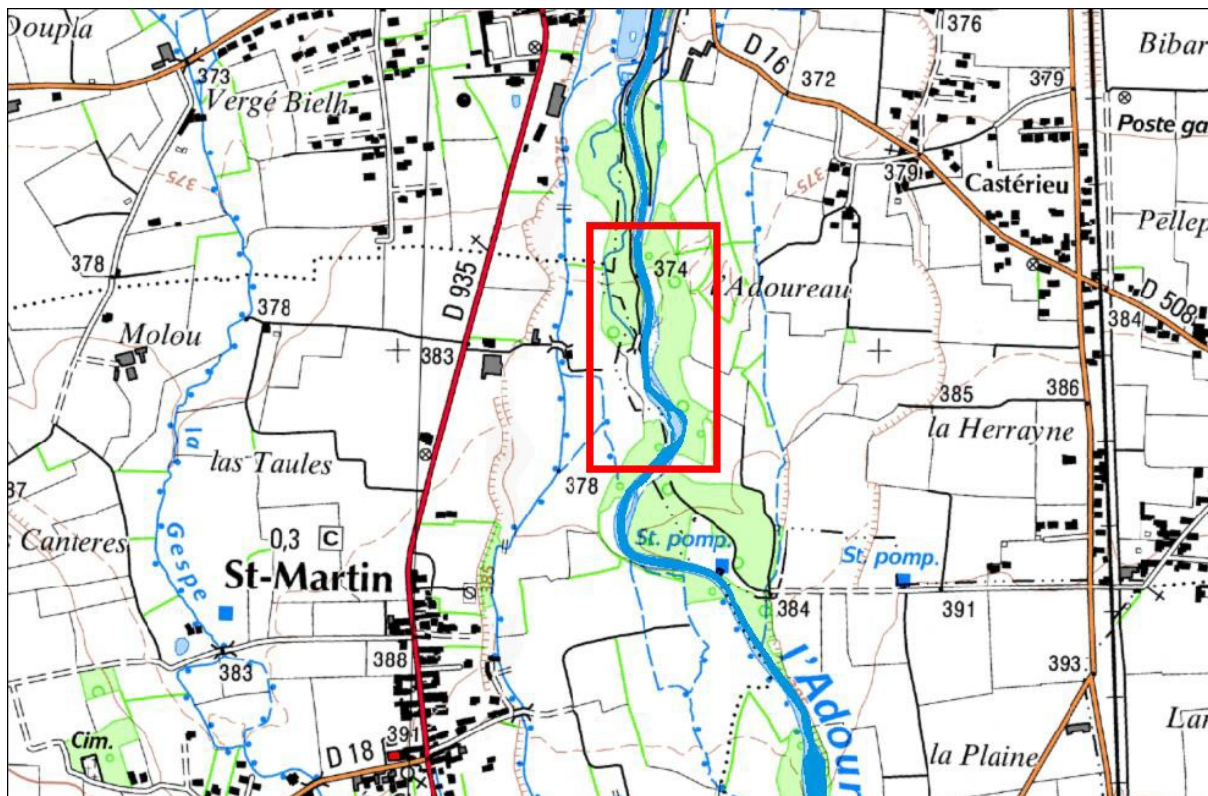 Doupla
373
Vergé Bielh
375
375
D 16
372
376
379
Bibar
Poste ga
379
Castérieu
375
Pellep
378
378
Molou
D 935
383
374
l'Adoureau
D 508
384
385
386
la Herrayne
la
Gespe
las Taules
87
Canteres
0,3
C
St-Martin
378
St. pomp.
St. pomp.
385
384
391
388
383
393
Cim.
D 18
391
l'Adour
la Plaine
Lar